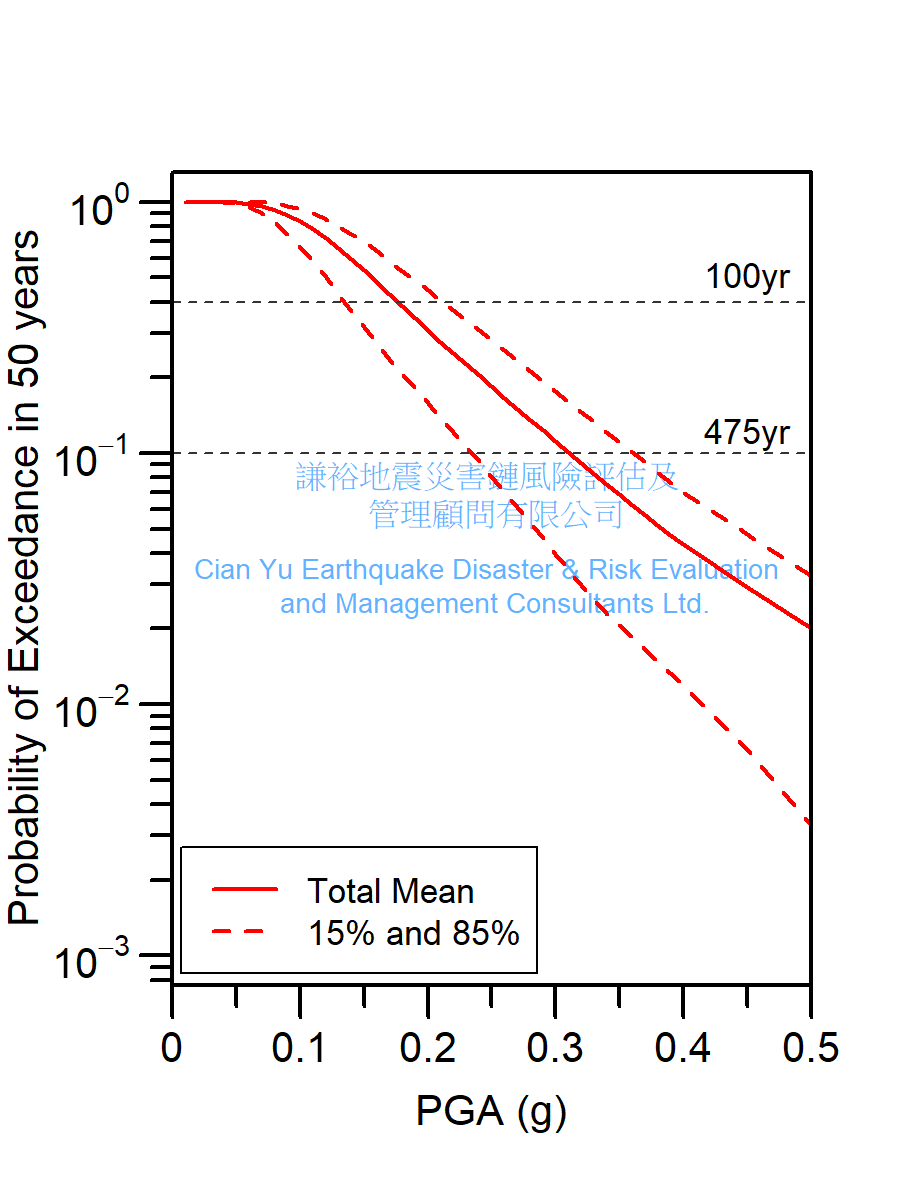 Probability of Exceedance in 50 years
10⁰
10⁻¹
10⁻²
10⁻³
100yr
475yr
謙裕地震災害鏈風險評估及
管理顧問有限公司
Cian Yu Earthquake Disaster & Risk Evaluation
and Management Consultants Ltd.
Total Mean
15% and 85%
0 0.1 0.2 0.3 0.4 0.5
PGA (g)